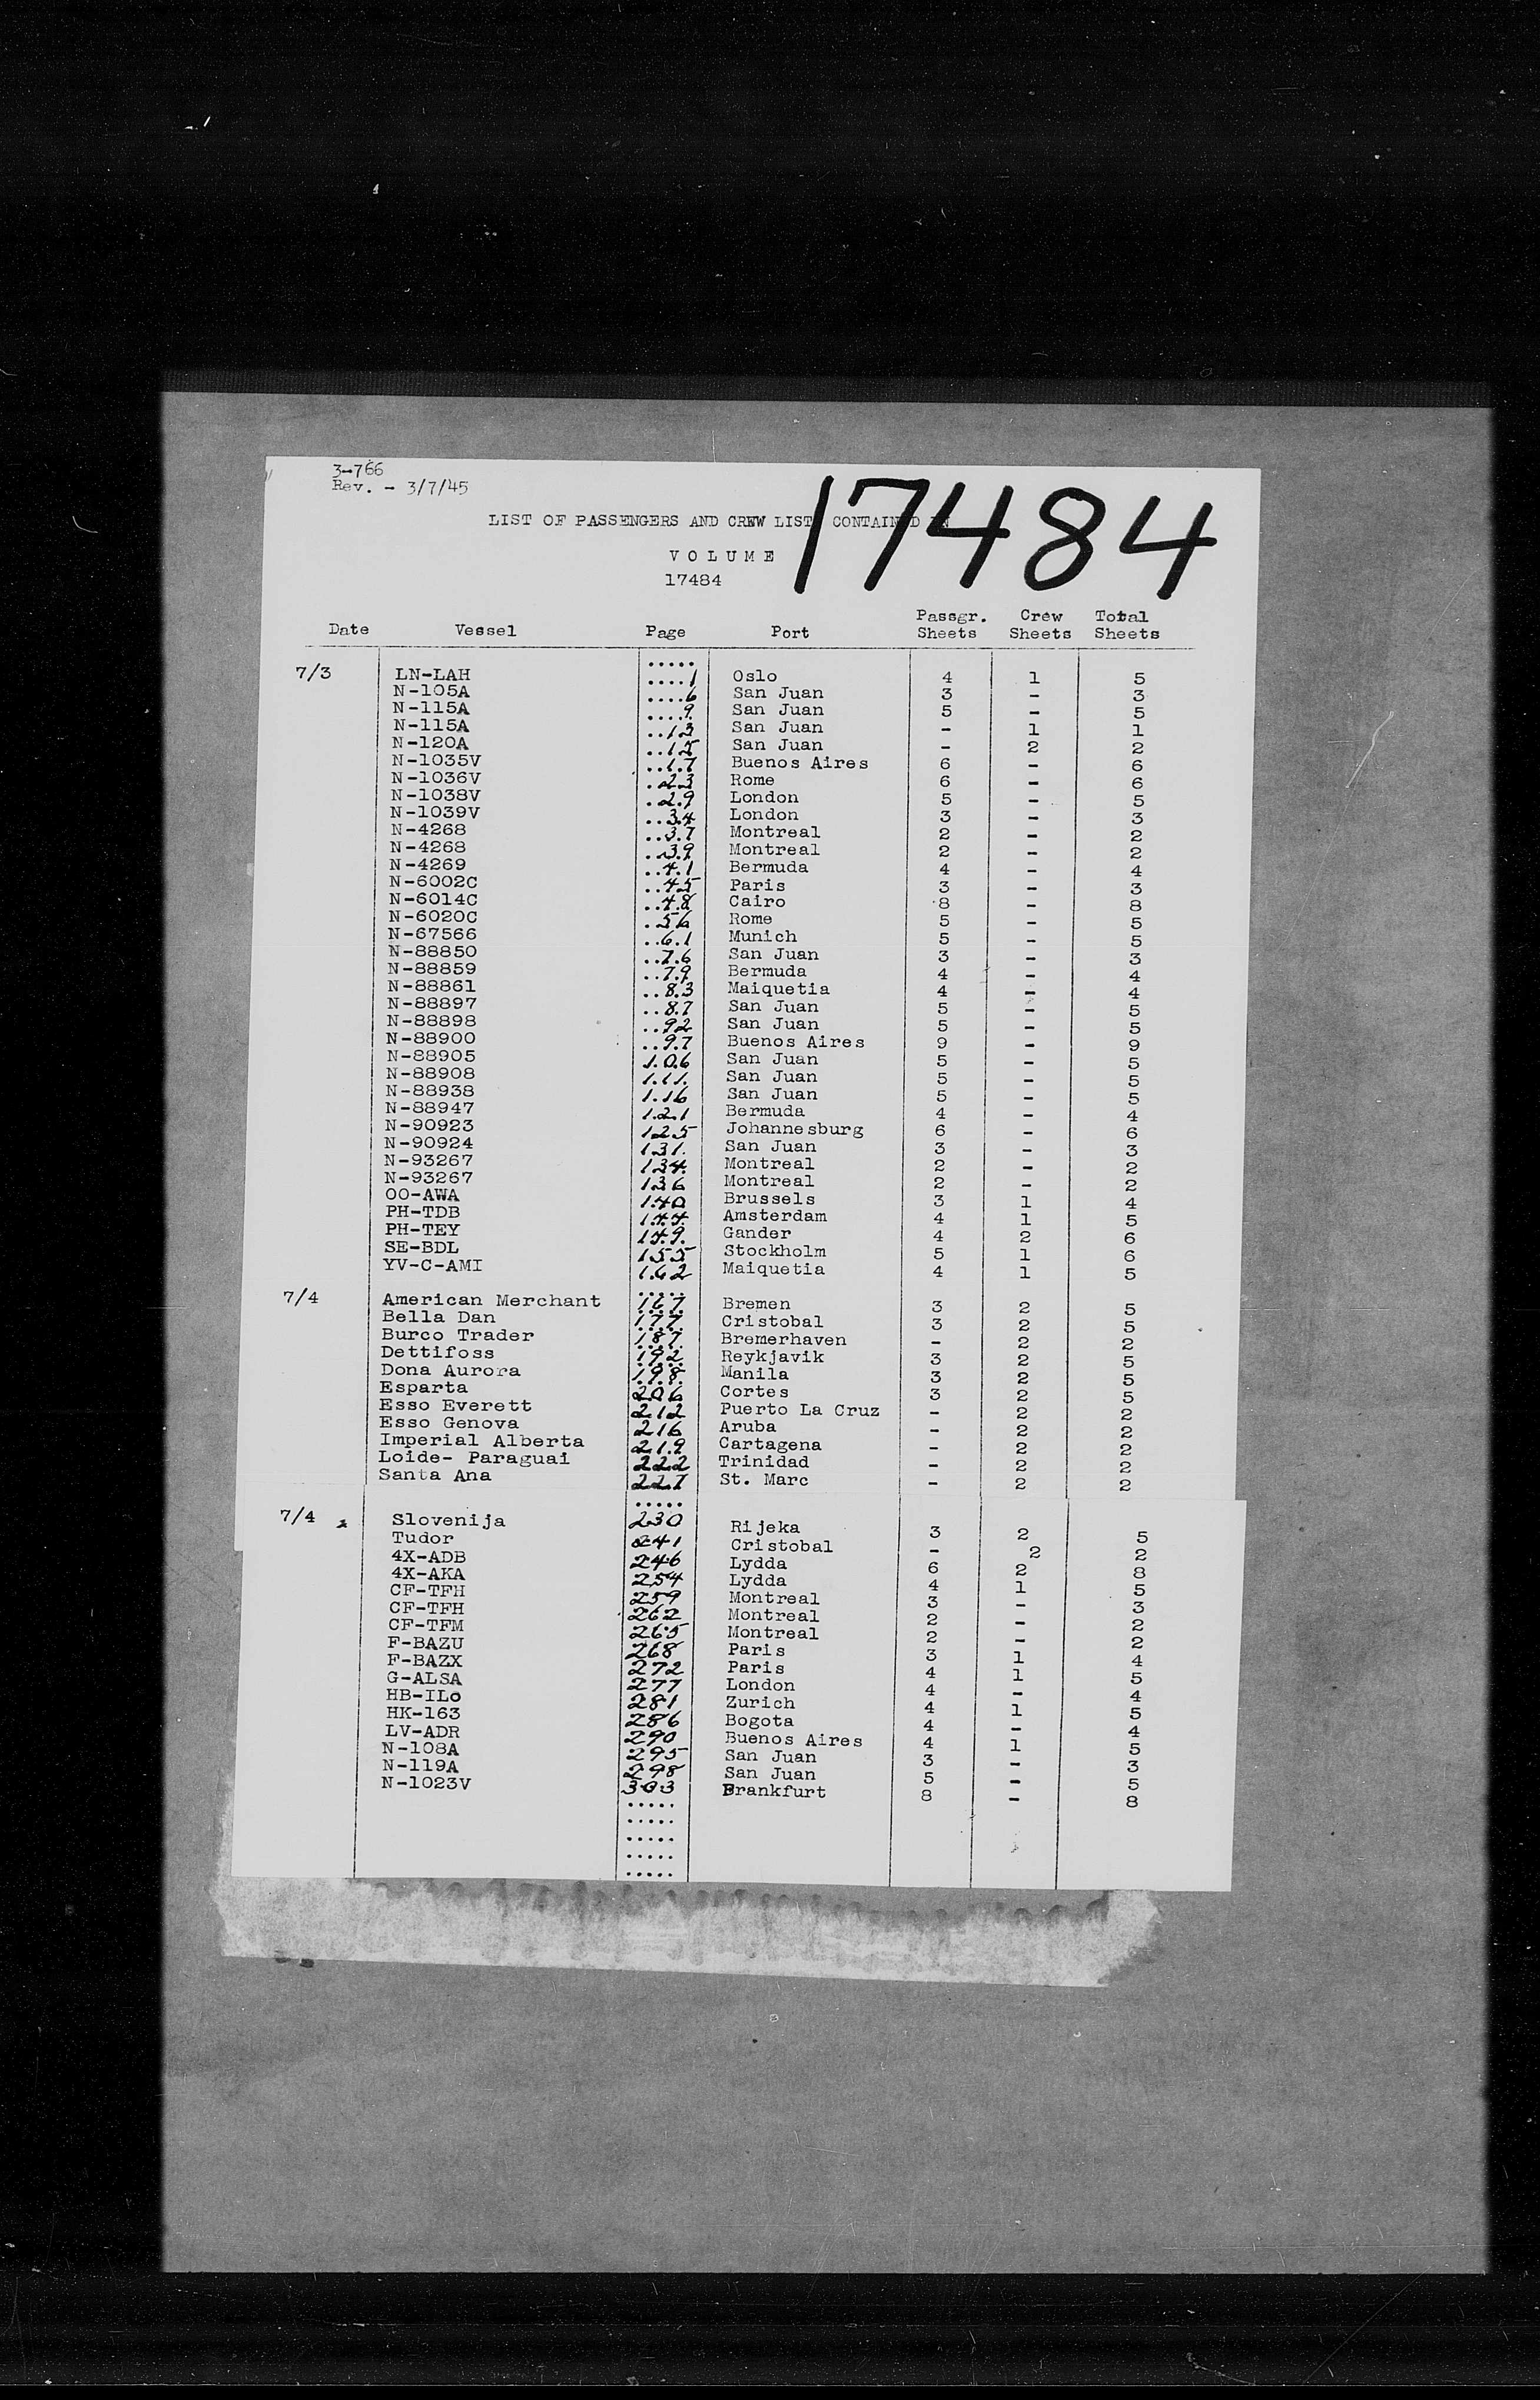 3-766
Rev. - 3/7/45
17484
LIST OF PASSENGERS AND CREW LIST CONTAINED IN
VOLUME
17484
Date Vessel Page Port Passgr. Sheets Crew Sheets Total Sheets
.....
7/3 LN-LAH ....1 Oslo 4 1 5
N-105A ....6 San Juan 3 - 3
N-115A ....9. San Juan 5 - 5
N-115A ..13 San Juan - 1 1
N-120A ..15 San Juan - 2 2
N-1035V ..17 Buenos Aires 6 - 6
N-1036V .23 Rome 6 - 6
N-1038V .29 London 5 - 5
N-1039V ..34 London 3 - 3
N-4268 ..37 Montreal 2 - 2
N-4268 ..39 Montreal 2 - 2
N-4269 ..41 Bermuda 4 - 4
N-6002C ..45 Paris 3 - 3
N-6014C ..48 Cairo 8 - 8
N-6020C .56 Rome 5 - 5
N-67566 ..61 Munich 5 - 5
N-88850 ..76 San Juan 3 - 3
N-88859 ..79 Bermuda 4 - 4
N-88861 ..83 Maiquetia 4 - 4
N-88897 ..87 San Juan 5 - 5
N-88898 ..92 San Juan 5 - 5
N-88900 ..97 Buenos Aires 9 - 9
N-88905 106 San Juan 5 - 5
N-88908 111 San Juan 5 - 5
N-88938 116 San Juan 5 - 5
N-88947 121 Bermuda 4 - 4
N-90923 125 Johannesburg 6 - 6
N-90924 131 San Juan 3 - 3
N-93267 134 Montreal 2 - 2
N-93267 136 Montreal 2 - 2
OO-AWA 140 Brussels 3 1 4
PH-TDB 144 Amsterdam 4 1 5
PH-TEY 149 Gander 4 2 6
SE-BDL 155 Stockholm 5 1 6
YV-C-AMI 162 Maiquetia 4 1 5
.....
7/4 American Merchant 167 Bremen 3 2 5
Bella Dan 177 Cristobal 3 2 5
Burco Trader 187 Bremerhaven - 2 2
Dettifoss 192 Reykjavik 3 2 5
Dona Aurora 198 Manila 3 2 5
Esparta 206 Cortes 3 2 5
Esso Everett 212 Puerto La Cruz - 2 2
Esso Genova 216 Aruba - 2 2
Imperial Alberta 219 Cartagena - 2 2
Loide- Paraguai 222 Trinidad - 2 2
Santa Ana 227 St. Marc - 2 2
.....
7/4 Slovenija 230 Rijeka 3 2 5
Tudor 241 Cristobal - 2 2
4X-ADB 246 Lydda 6 2 8
4X-AKA 254 Lydda 4 1 5
CF-TFH 259 Montreal 3 - 3
CF-TFH 262 Montreal 2 - 2
CF-TFM 265 Montreal 2 - 2
F-BAZU 268 Paris 3 1 4
F-BAZX 272 Paris 4 1 5
G-ALSA 277 London 4 - 4
HB-ILO 281 Zurich 4 1 5
HK-163 286 Bogota 4 - 4
LV-ADR 290 Buenos Aires 4 1 5
N-108A 295 San Juan 3 - 3
N-119A 298 San Juan 5 - 5
N-1023V 303 Frankfurt 8 - 8
.....
.....
.....
.....
.....